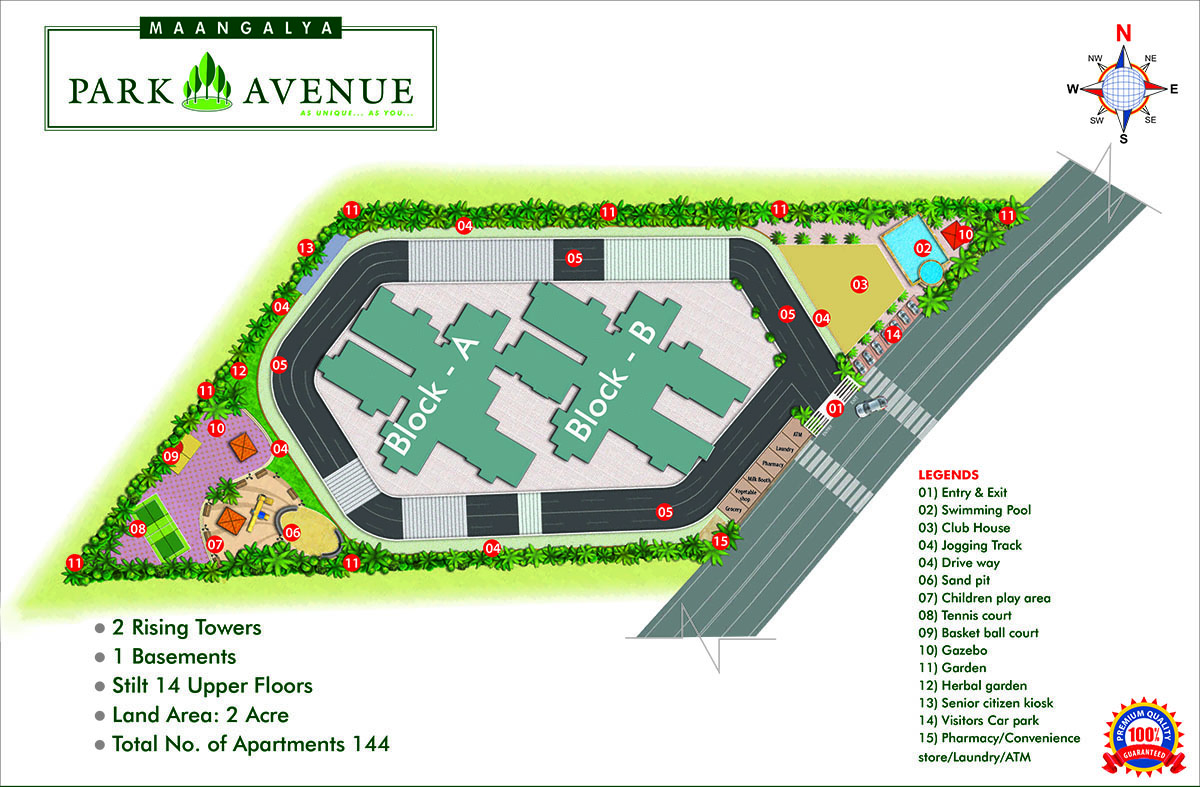 MAANGALYA
PARK AVENUE
AS UNIQUE... AS YOU...
N
NW
NE
W
E
SW
SE
S
11
11
11
11
04
13
02
10
05
03
04
05
04
14
05
12
11
01
10
04
09
ATM
Laundry
Pharmacy
Milk Booth
Vegetable
shop
Grocery
Block - A
Block - B
05
08
07
06
15
04
11
11
LEGENDS
01) Entry & Exit
02) Swimming Pool
03) Club House
04) Jogging Track
04) Drive way
06) Sand pit
07) Children play area
08) Tennis court
09) Basket ball court
10) Gazebo
11) Garden
12) Herbal garden
13) Senior citizen kiosk
14) Visitors Car park
15) Pharmacy/Convenience
store/Laundry/ATM
2 Rising Towers
1 Basements
Stilt 14 Upper Floors
Land Area: 2 Acre
Total No. of Apartments 144
PREMIUM QUALITY
100%
GUARANTEED